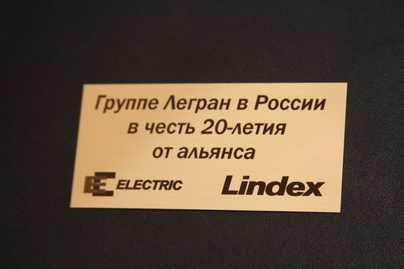 Группе Легран в России
в честь 20-летия
от альянса
ELECTRIC Lindex